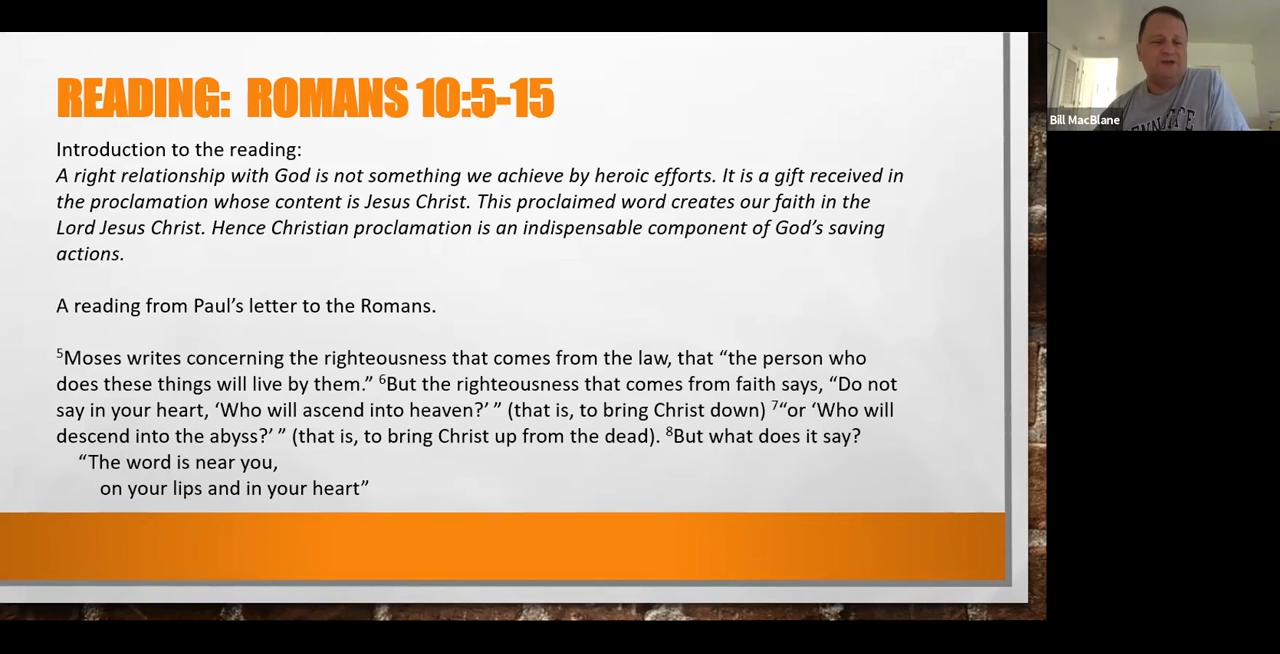 READING: ROMANS 10:5-15
Introduction to the reading:
A right relationship with God is not something we achieve by heroic efforts. It is a gift received in
the proclamation whose content is Jesus Christ. This proclaimed word creates our faith in the
Lord Jesus Christ. Hence Christian proclamation is an indispensable component of God’s saving
actions.
A reading from Paul’s letter to the Romans.
⁵Moses writes concerning the righteousness that comes from the law, that “the person who
does these things will live by them.” ⁶But the righteousness that comes from faith says, “Do not
say in your heart, ‘Who will ascend into heaven?’ ” (that is, to bring Christ down) ⁷“or ‘Who will
descend into the abyss?’ ” (that is, to bring Christ up from the dead). ⁸But what does it say?
“The word is near you,
on your lips and in your heart”
Bill MacBlane